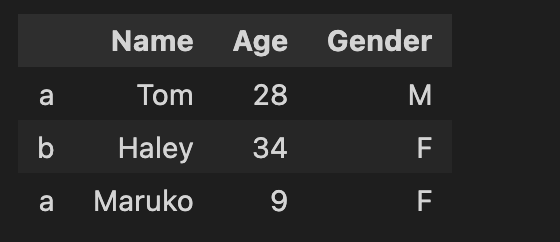 Name Age Gender
a Tom 28 M
b Haley 34 F
a Maruko 9 F